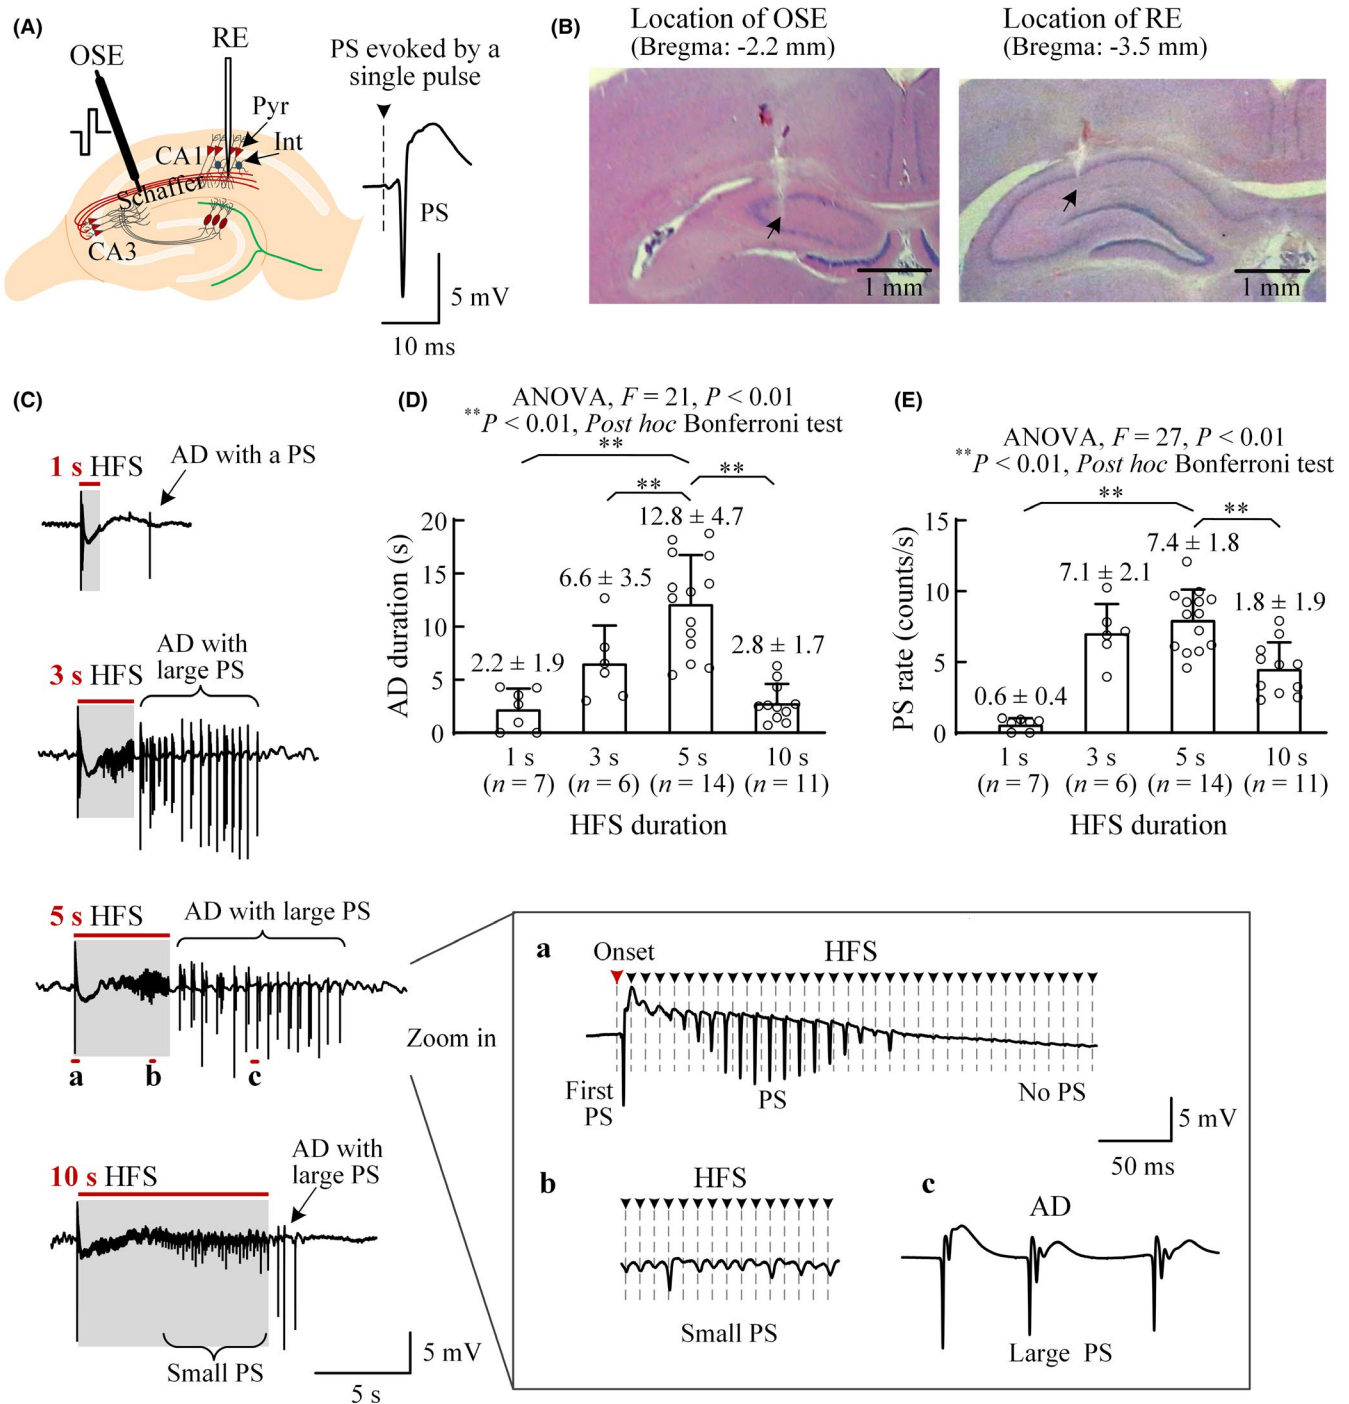 (A)
OSE
RE
Pyr
Int
CA1
Schaffer
CA3
PS evoked by a
single pulse
PS
5 mV
10 ms
(B)
Location of OSE
(Bregma: -2.2 mm)
1 mm
Location of RE
(Bregma: -3.5 mm)
1 mm
(C)
1 s HFS
AD with a PS
3 s HFS
AD with
large PS
5 s HFS
AD with large PS
a
b
c
Zoom in
10 s HFS
AD with
large PS
Small PS
5 mV
5 s
(D)
ANOVA, F = 21, P < 0.01
**P < 0.01, Post hoc Bonferroni test
**
**
**
AD duration (s)
20
15
10
5
0
2.2 ± 1.9
6.6 ± 3.5
12.8 ± 4.7
2.8 ± 1.7
1 s
3 s
5 s
10 s
(n = 7)
(n = 6)
(n = 14)
(n = 11)
HFS duration
(E)
ANOVA, F = 27, P < 0.01
**P < 0.01, Post hoc Bonferroni test
**
**
PS rate (counts/s)
15
10
5
0
0.6 ± 0.4
7.1 ± 2.1
7.4 ± 1.8
1.8 ± 1.9
1 s
3 s
5 s
10 s
(n = 7)
(n = 6)
(n = 14)
(n = 11)
HFS duration
a
Onset
HFS
First
PS
PS
No PS
5 mV
50 ms
b
HFS
Small PS
c
AD
Large PS